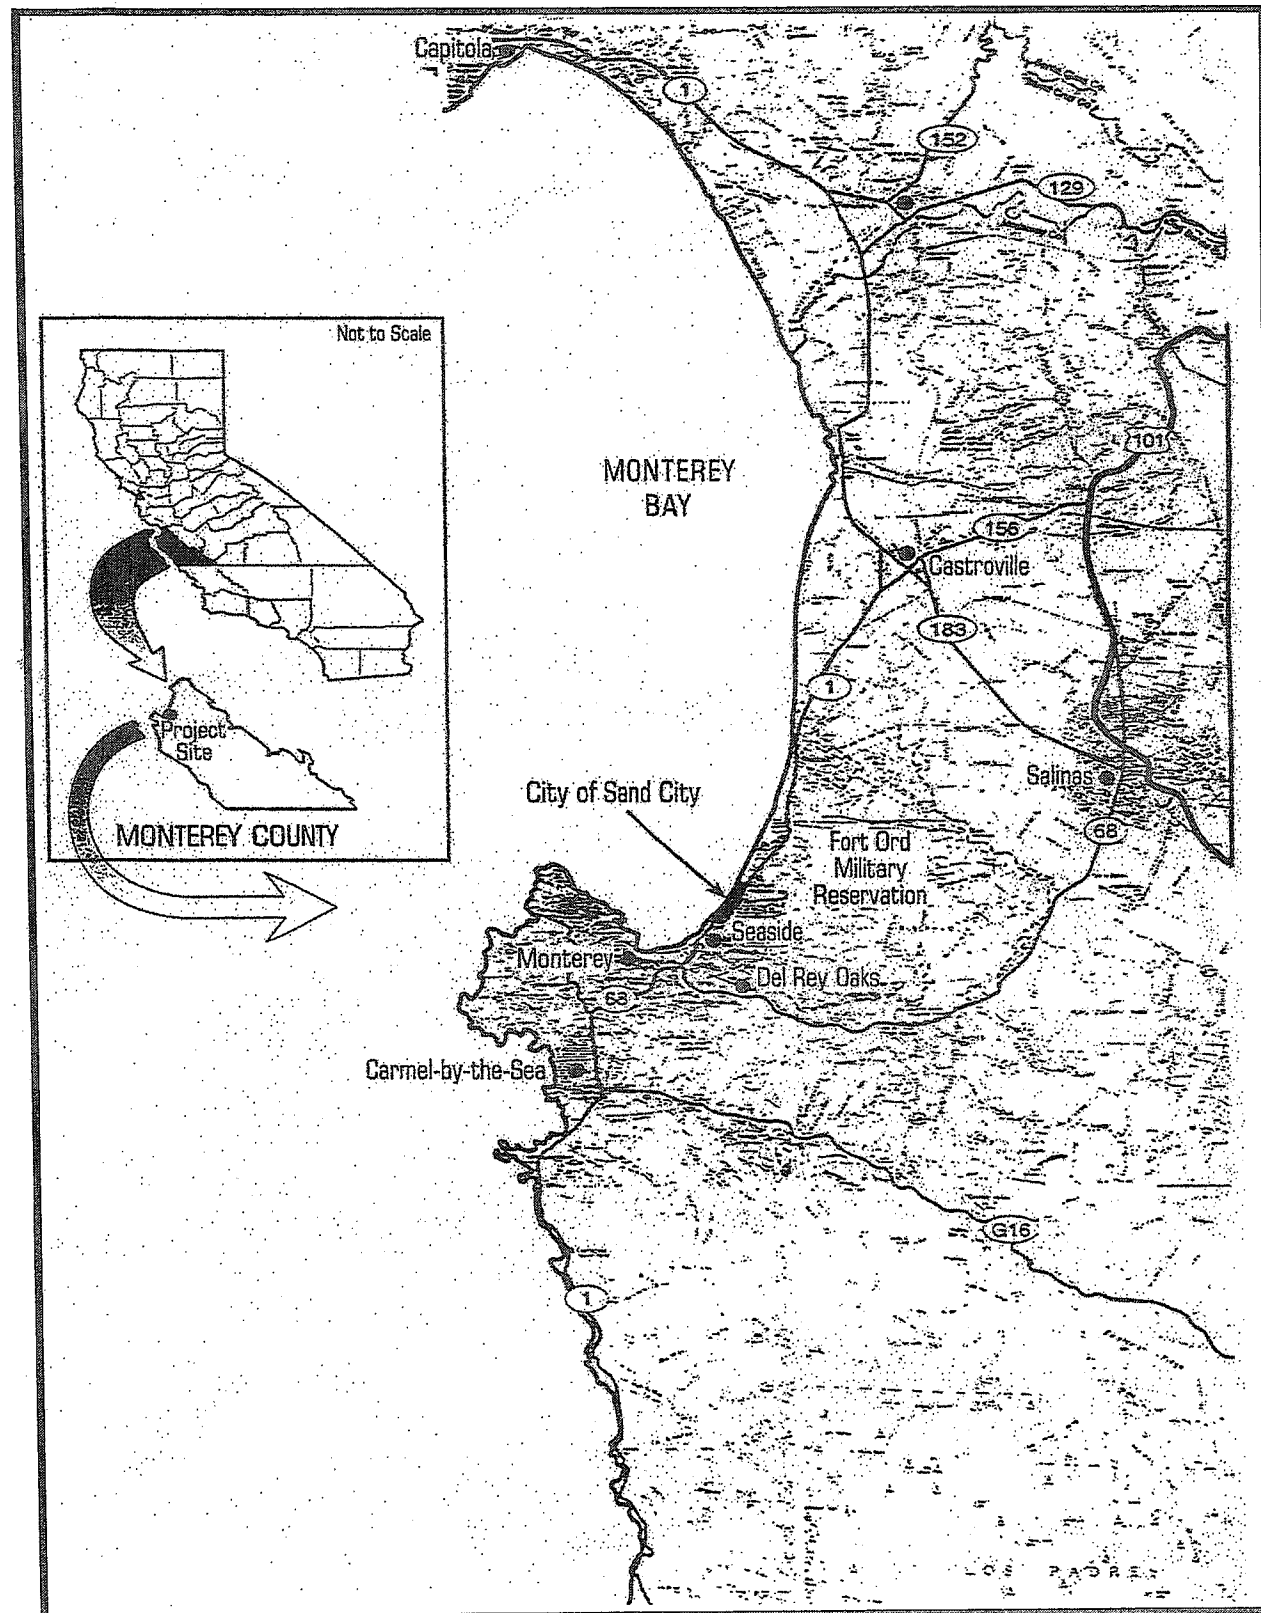 Capitola
1
152
129
Not to Scale
101
MONTEREY
BAY
156
Castroville
183
1
Project
Site
Salinas
City of Sand City
68
MONTEREY COUNTY
Fort Ord
Military
Reservation
Seaside
Monterey
Del Rey Oaks
68
Carmel-by-the-Sea
G16
1
LOS PADRES